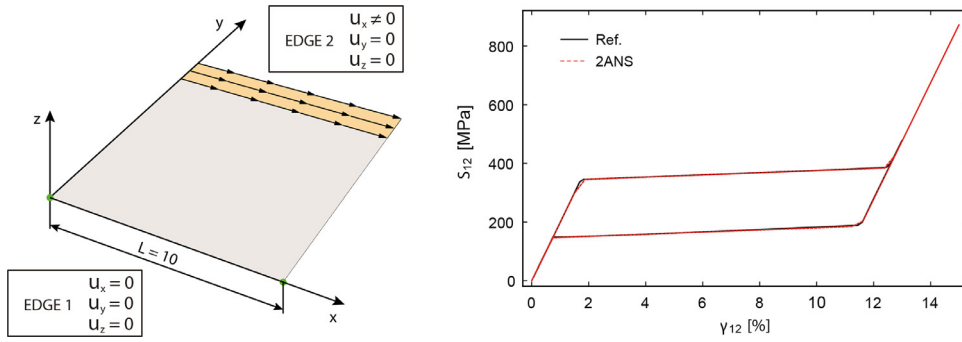 y
EDGE 2
uₓ ≠ 0
u_y = 0
u_z = 0
z
L = 10
EDGE 1
uₓ = 0
u_y = 0
u_z = 0
x
S₁₂ [MPa]
800
600
400
200
0
Ref.
2ANS
0 2 4 6 8 10 12 14
γ₁₂ [%]